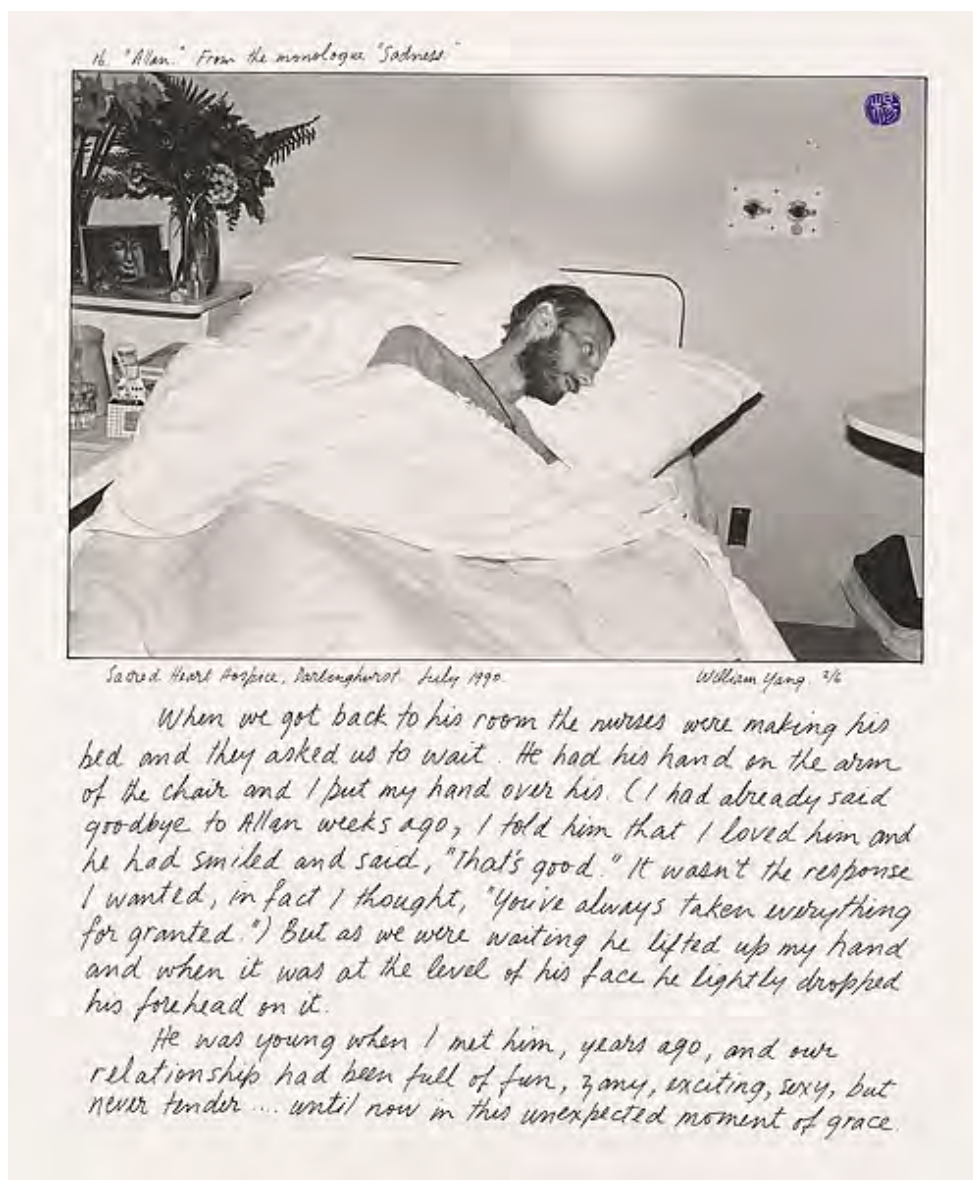 16. "Allan." From the monologue "Sadness."
Sacred Heart Hospice, Darlinghurst. July 1990.
William Yang. 2/6
When we got back to his room the nurses were making his
bed and they asked us to wait. He had his hand on the arm
of the chair and I put my hand over his. (I had already said
goodbye to Allan weeks ago, I told him that I loved him and
he had smiled and said, "That's good." It wasn't the response
I wanted, in fact I thought, "You've always taken everything
for granted.") But as we were waiting he lifted up my hand
and when it was at the level of his face he lightly dropped
his forehead on it.
He was young when I met him, years ago, and our
relationship had been full of fun, zany, exciting, sexy, but
never tender ... until now in this unexpected moment of grace.